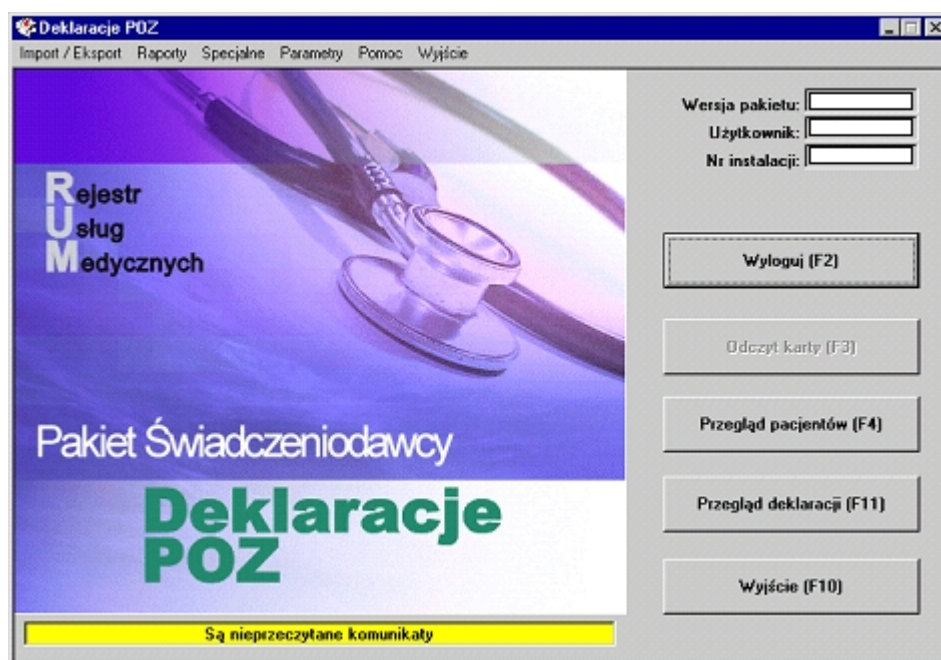 Deklaracje POZ
Import / Eksport Raporty Specjalne Parametry Pomoc Wyjście
Wersja pakietu:
Użytkownik:
Nr instalacji:
Rejestr
Usług
Medycznych
Wyloguj (F2)
Odczyt karty (F3)
Przegląd pacjentów (F4)
Pakiet Świadczeniodawcy
Przegląd deklaracji (F11)
Deklaracje
POZ
Wyjście (F10)
Są nieprzeczytane komunikaty